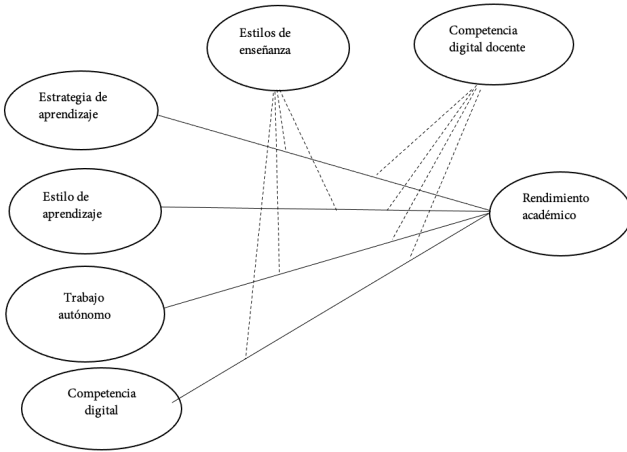 Estilos de
enseñanza
Competencia
digital docente
Estrategia de
aprendizaje
Estilo de
aprendizaje
Rendimiento
académico
Trabajo
autónomo
Competencia
digital